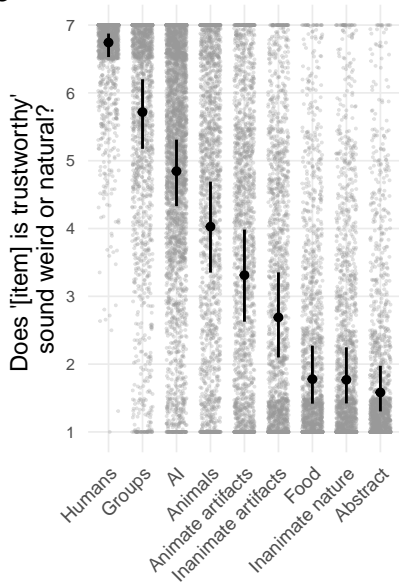 Does '[item] is trustworthy'
sound weird or natural?
7
6
5
4
3
2
1
Humans
Groups
AI
Animals
Animate artifacts
Inanimate artifacts
Food
Inanimate nature
Abstract